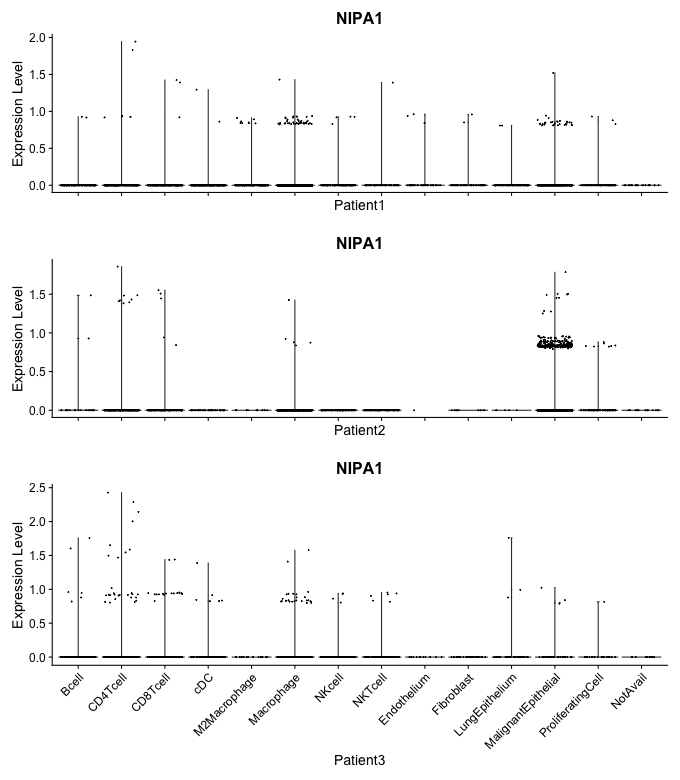 NIPA1
Expression Level
2.0
1.5
1.0
0.5
0.0
Patient1
NIPA1
Expression Level
1.5
1.0
0.5
0.0
Patient2
NIPA1
Expression Level
2.5
2.0
1.5
1.0
0.5
0.0
Bcell
CD4Tcell
CD8Tcell
cDC
M2Macrophage
Macrophage
NKcell
NKTcell
Endothelium
Fibroblast
LungEpithelium
MalignantEpithelial
ProliferatingCell
NotAvail
Patient3